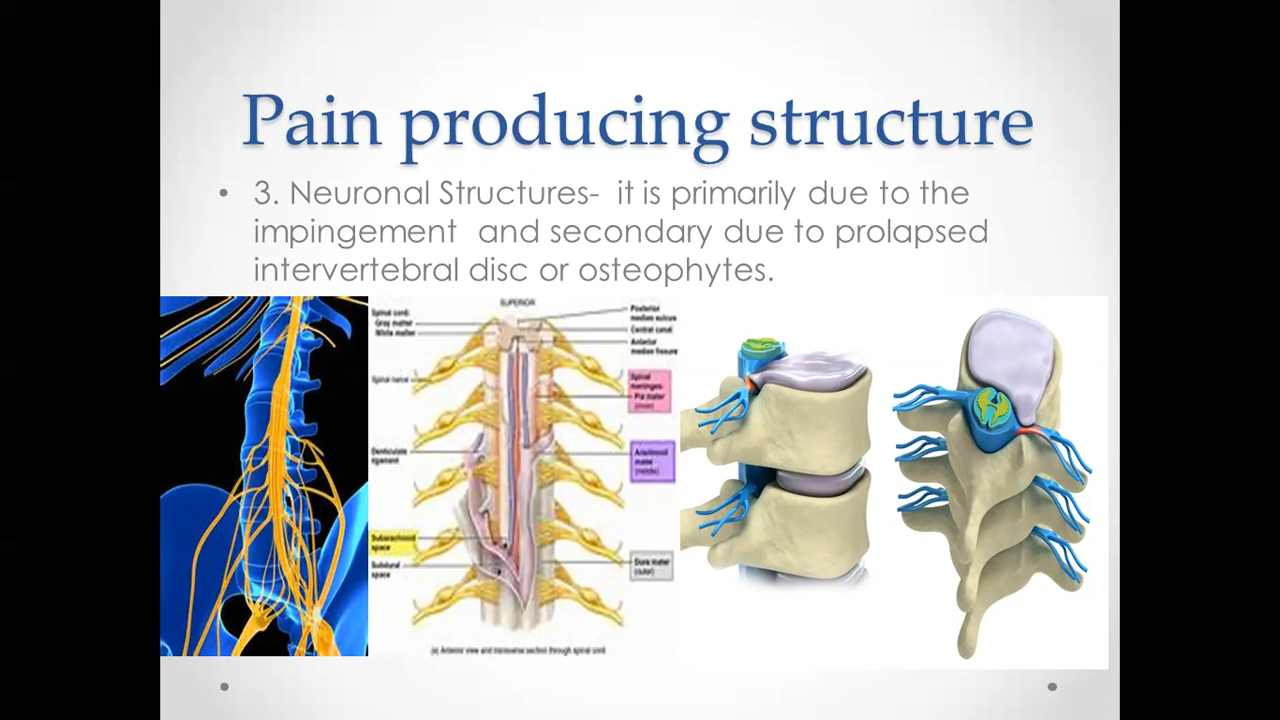 Pain producing structure
• 3. Neuronal Structures- it is primarily due to the
impingement and secondary due to prolapsed
intervertebral disc or osteophytes.
SUPERIOR
Spinal cord:
Gray matter
White matter
Spinal nerve
Denticulate
ligament
Subarachnoid
space
Subdural
space
Posterior
median sulcus
Central canal
Anterior
median fissure
Spinal
meninges:
Pia mater
(inner)
Arachnoid
mater
(middle)
Dura mater
(outer)
(a) Anterior view and transverse section through spinal cord